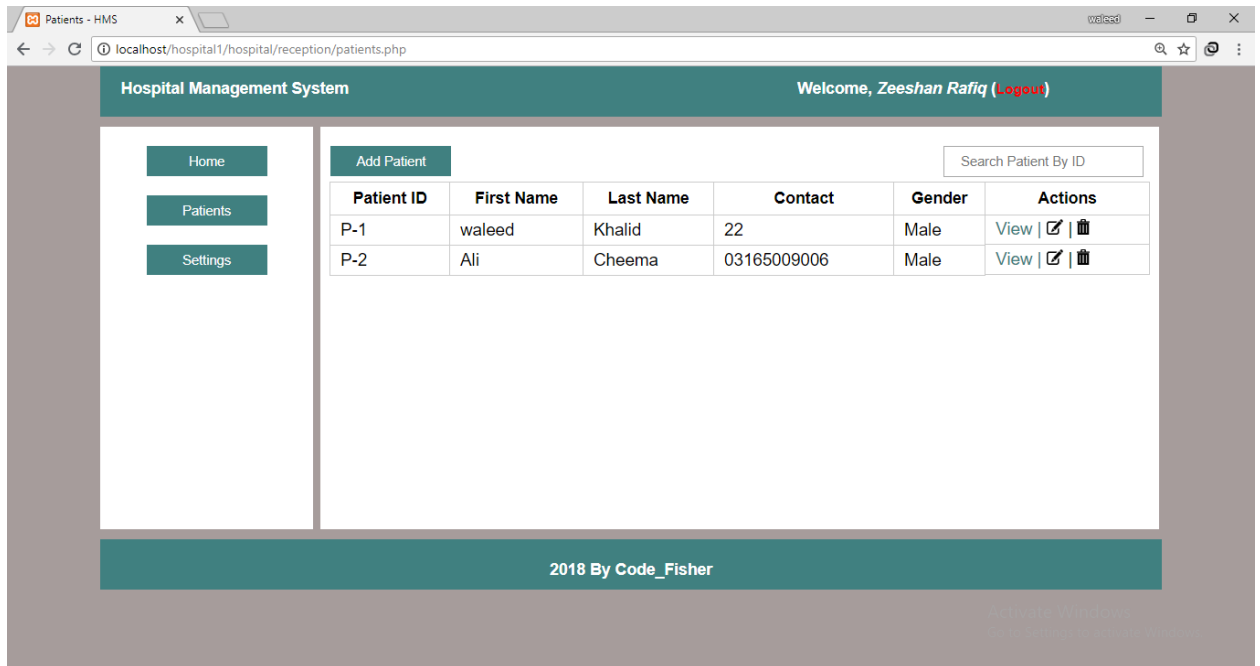 Patients - HMS
waleed
localhost/hospital1/hospital/reception/patients.php
Hospital Management System
Welcome, Zeeshan Rafiq (Logout)
Home
Patients
Settings
Add Patient
Search Patient By ID
Patient ID First Name Last Name Contact Gender Actions
P-1 waleed Khalid 22 Male View | |
P-2 Ali Cheema 03165009006 Male View | |
2018 By Code_Fisher
Activate Windows